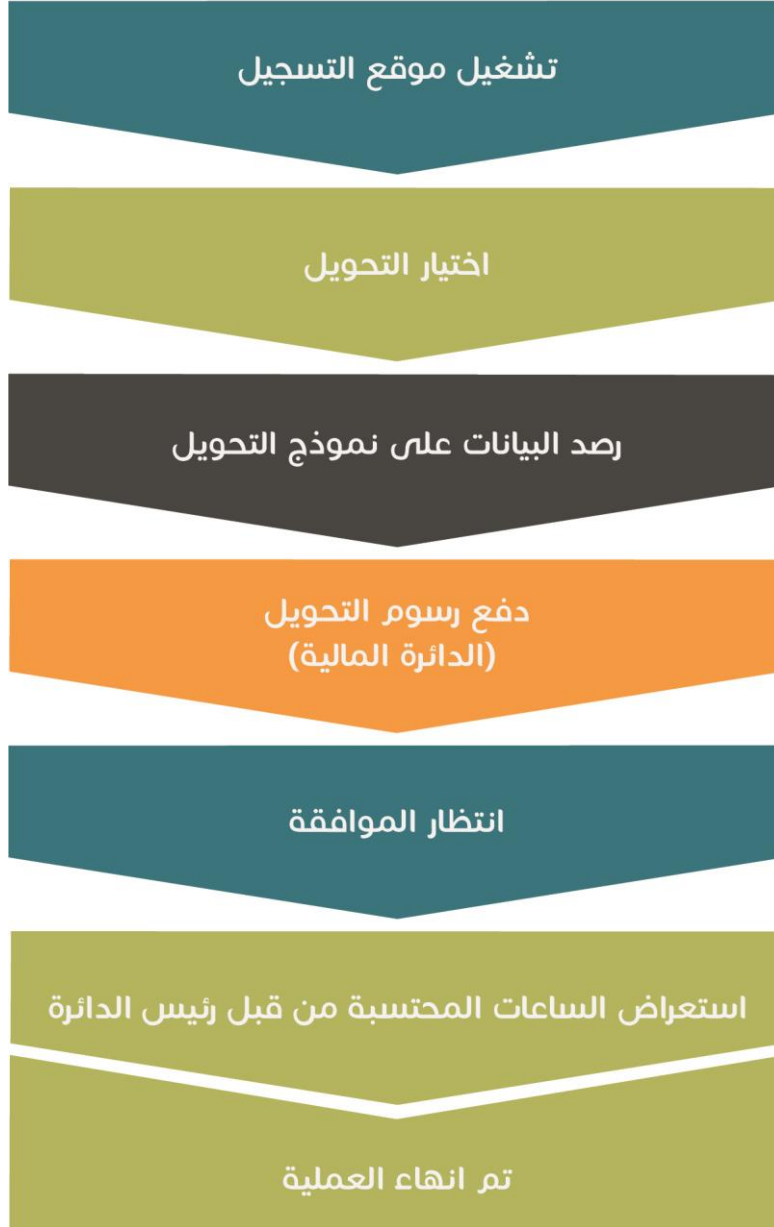 تشغيل موقع التسجيل
اختيار التحويل
رصد البيانات على نموذج التحويل
دفع رسوم التحويل
(الدائرة المالية)
انتظار الموافقة
استعراض الساعات المحتسبة من قبل رئيس الدائرة
تم انهاء العملية